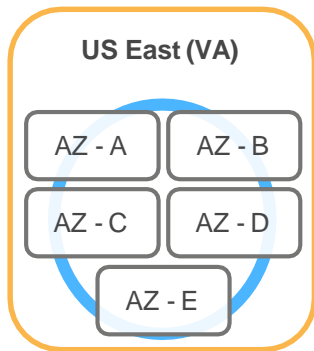 US East (VA)
AZ - A
AZ - B
AZ - C
AZ - D
AZ - E